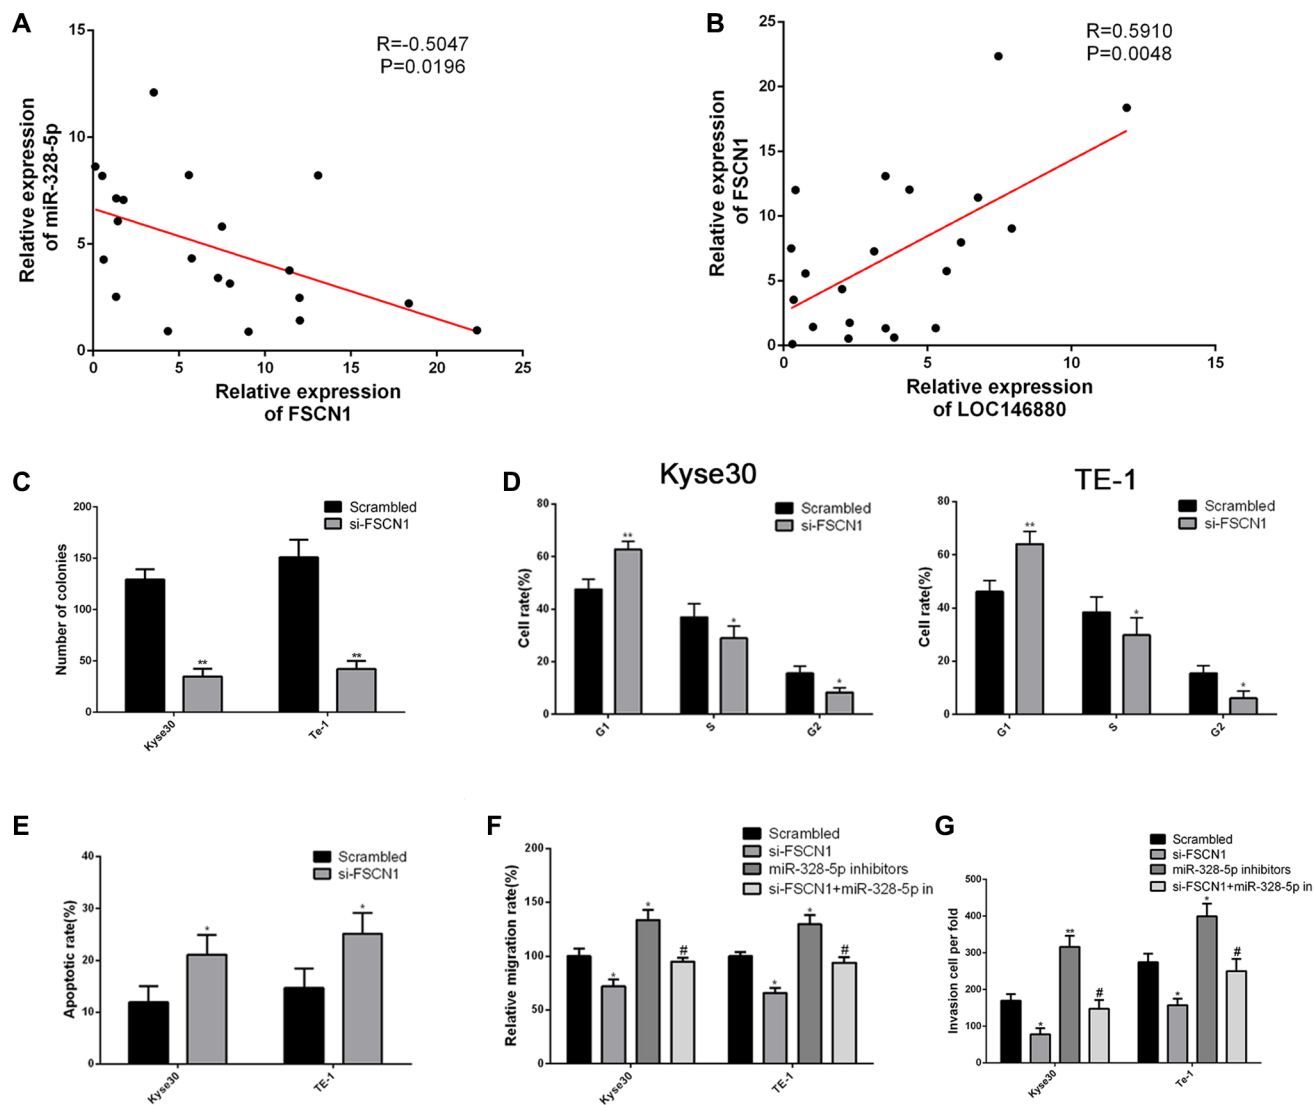 A
R=-0.5047
P=0.0196
15
10
5
0
Relative expression
of miR-328-5p
0 5 10 15 20 25
Relative expression
of FSCN1
B
R=0.5910
P=0.0048
25
20
15
10
5
0
Relative expression
of FSCN1
0 5 10 15
Relative expression
of LOC146880
C
Scrambled
si-FSCN1
200
150
100
50
0
Number of colonies
** **
Kyse30 Te-1
D
Kyse30
Scrambled
si-FSCN1
80
60
40
20
0
Cell rate(%)
** * *
G1 S G2
TE-1
Scrambled
si-FSCN1
80
60
40
20
0
Cell rate(%)
** * *
G1 S G2
E
Scrambled
si-FSCN1
40
30
20
10
0
Apoptotic rate(%)
* *
Kyse30 TE-1
F
Scrambled
si-FSCN1
miR-328-5p inhibitors
si-FSCN1+miR-328-5p in
200
150
100
50
0
Relative migration rate(%)
* * # * * #
Kyse30 TE-1
G
Scrambled
si-FSCN1
miR-328-5p inhibitors
si-FSCN1+miR-328-5p in
500
400
300
200
100
0
Invasion cell per fold
* ** # * * #
Kyse30 Te-1